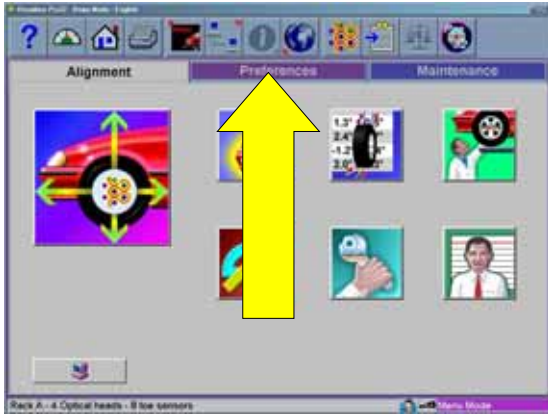 Alignment
Preferences
Maintenance
1.3°
2.4°
-1.2°
2.0°
Rack A - 4 Optical heads - 8 toe sensors
Menu Mode